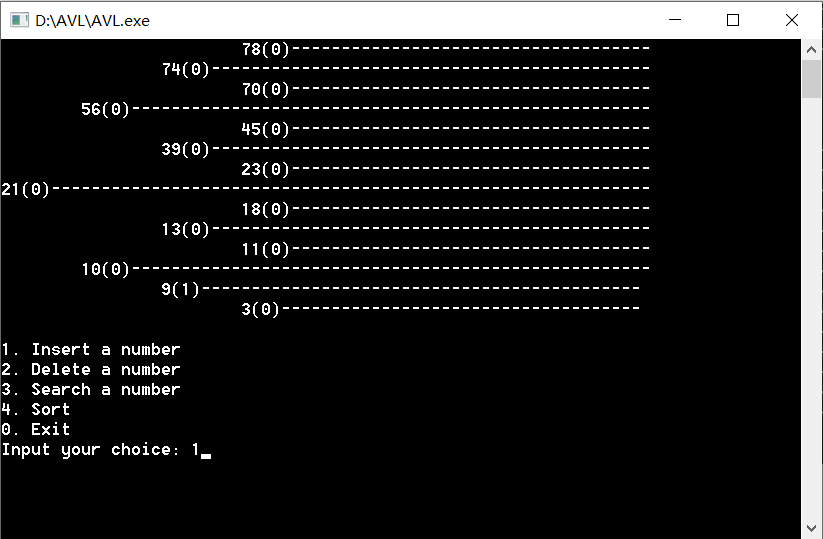 D:\AVL\AVL.exe
78(0)------------------------------------
74(0)--------------------------------------------
70(0)------------------------------------
56(0)----------------------------------------------------
45(0)------------------------------------
39(0)--------------------------------------------
23(0)------------------------------------
21(0)------------------------------------------------------------
18(0)------------------------------------
13(0)--------------------------------------------
11(0)------------------------------------
10(0)----------------------------------------------------
9(1)--------------------------------------------
3(0)------------------------------------
1. Insert a number
2. Delete a number
3. Search a number
4. Sort
0. Exit
Input your choice: 1